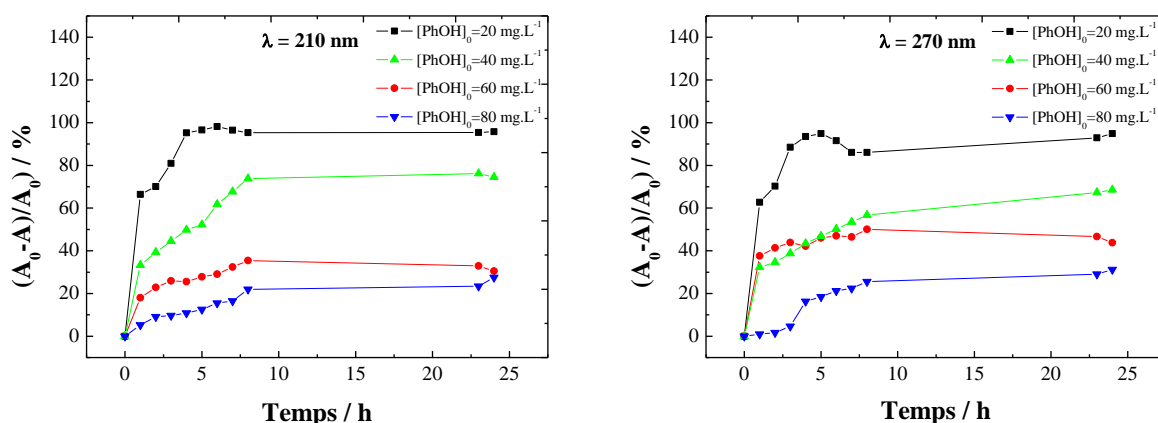 λ = 210 nm
[PhOH]₀=20 mg.L⁻¹
[PhOH]₀=40 mg.L⁻¹
[PhOH]₀=60 mg.L⁻¹
[PhOH]₀=80 mg.L⁻¹
140
120
100
80
60
40
20
0
(A₀-A)/A₀) / %
0
5
10
15
20
25
Temps / h
λ = 270 nm
[PhOH]₀=20 mg.L⁻¹
[PhOH]₀=40 mg.L⁻¹
[PhOH]₀=60 mg.L⁻¹
[PhOH]₀=80 mg.L⁻¹
140
120
100
80
60
40
20
0
(A₀-A)/A₀) / %
0
5
10
15
20
25
Temps / h